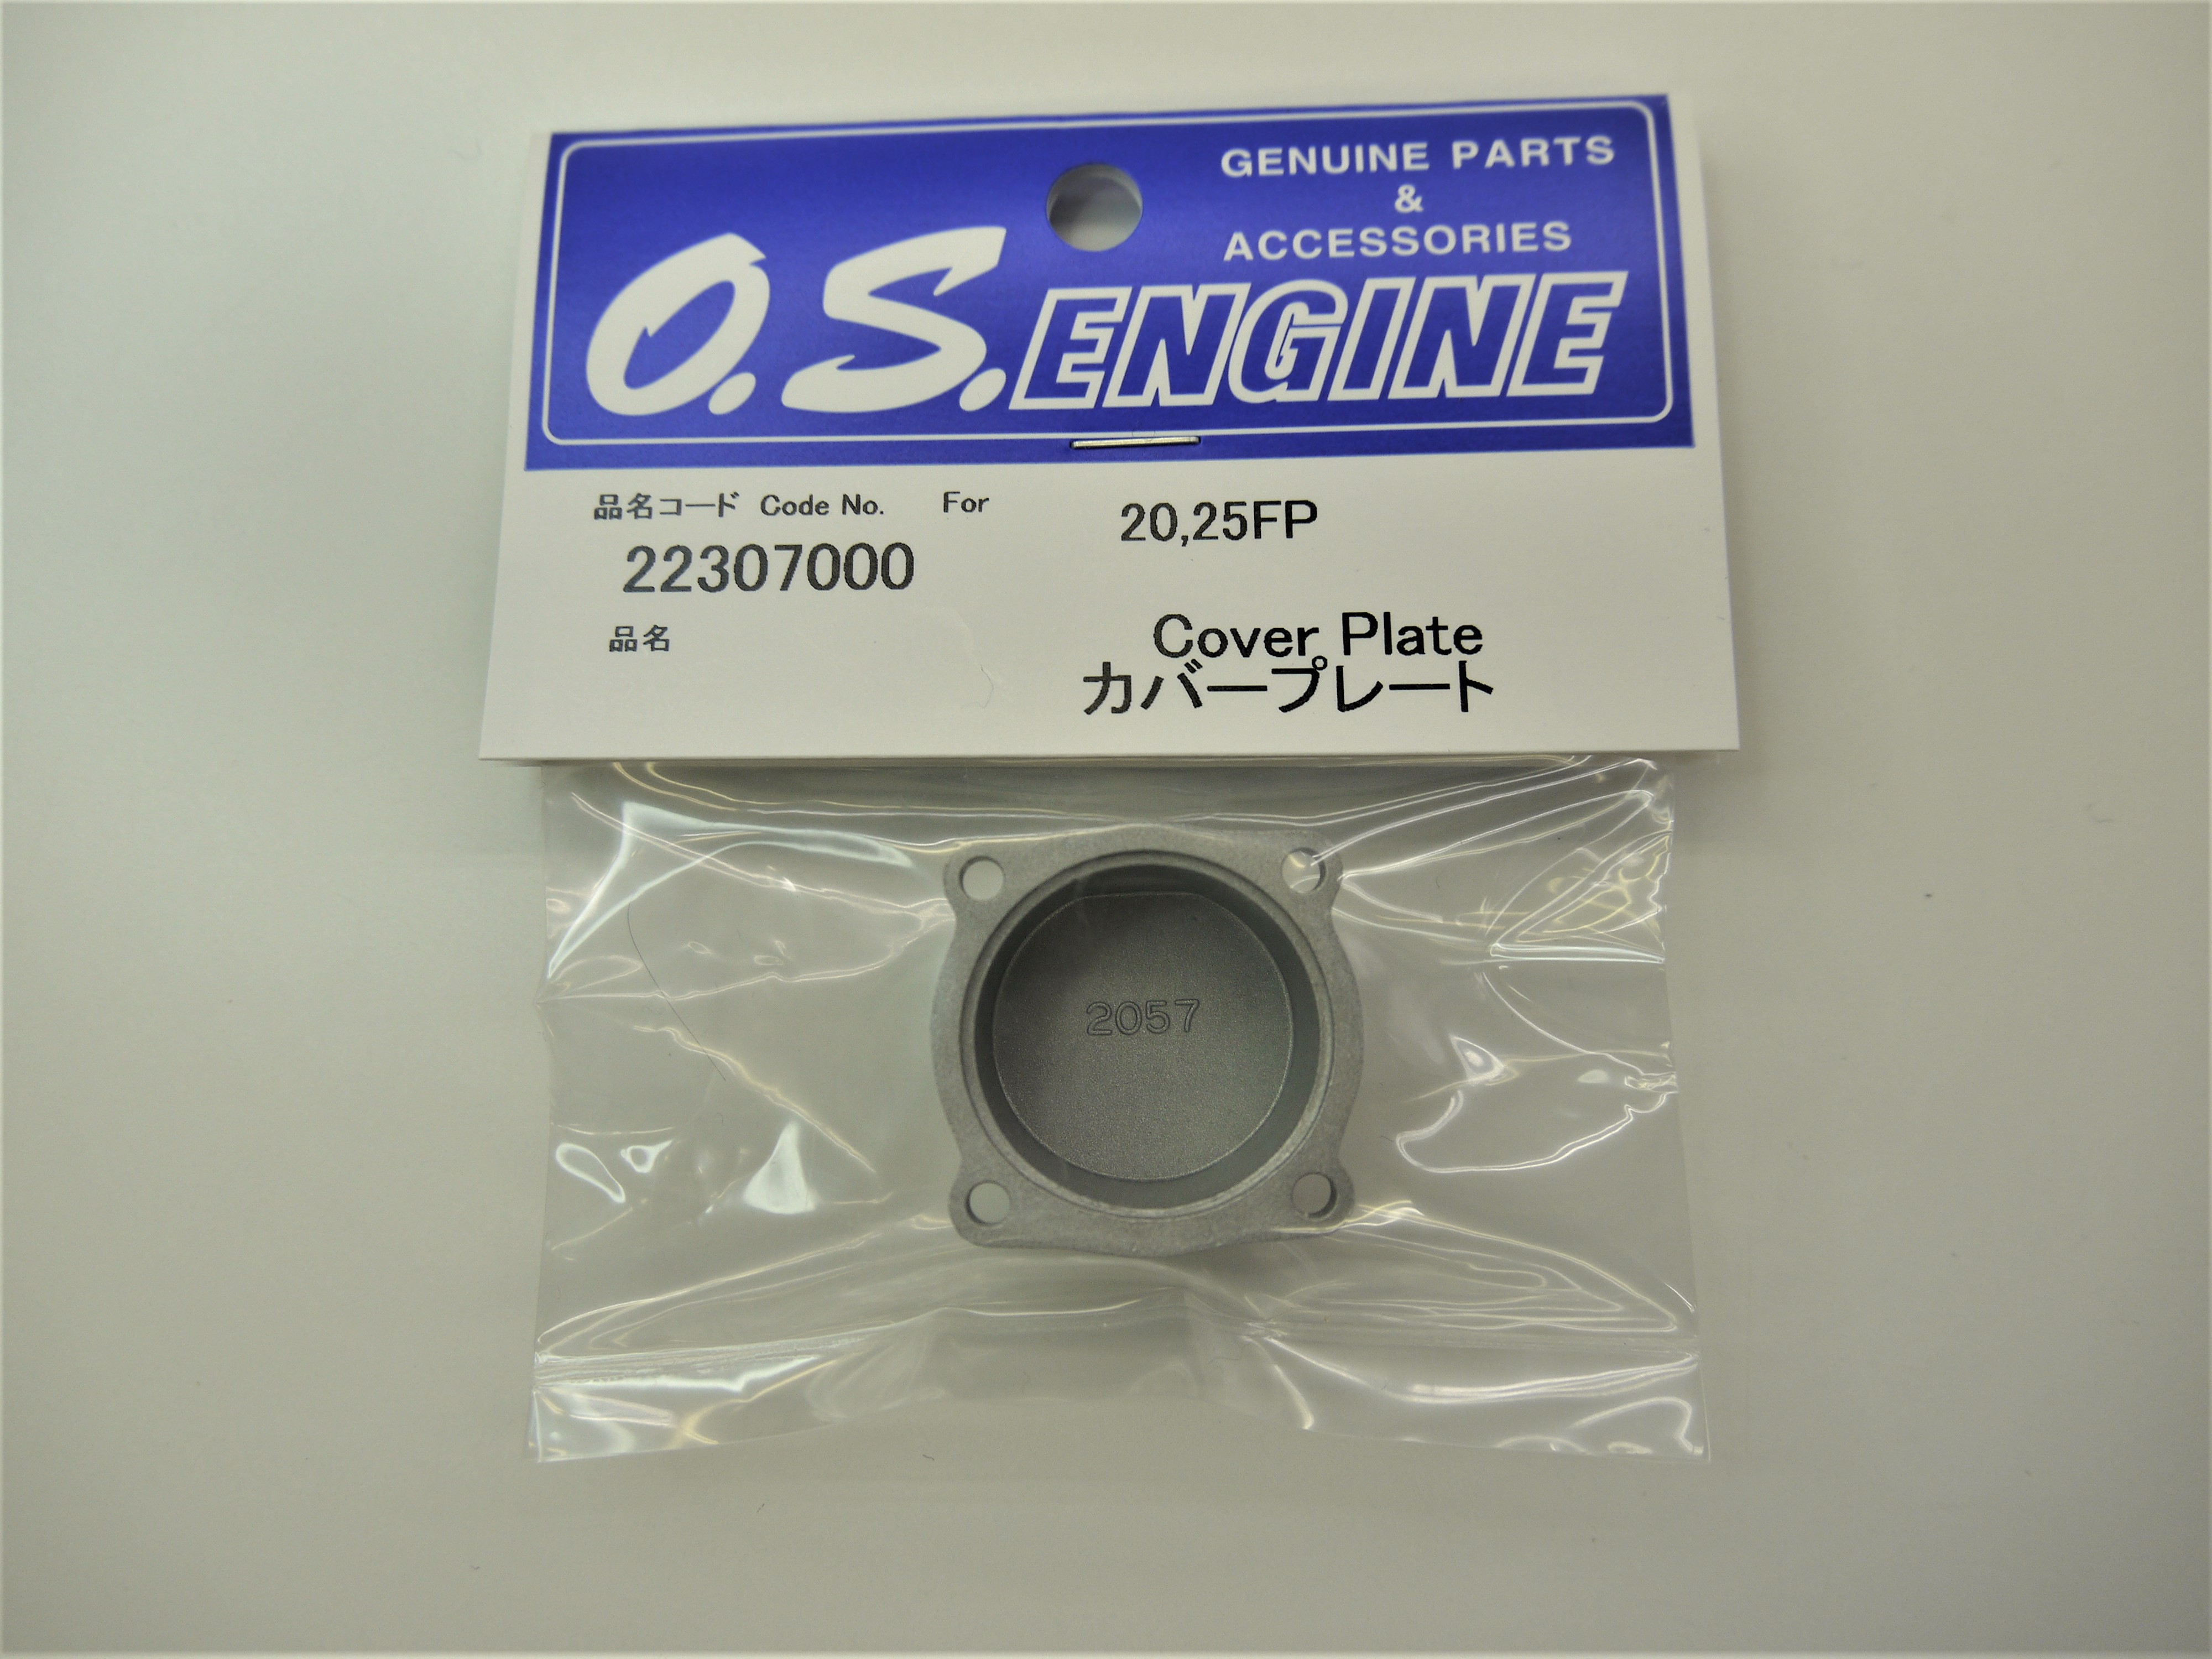 GENUINE PARTS
&
ACCESSORIES
O.S.ENGINE
品名コード Code No. For 20,25FP
22307000
品名 Cover Plate
カバープレート
2057